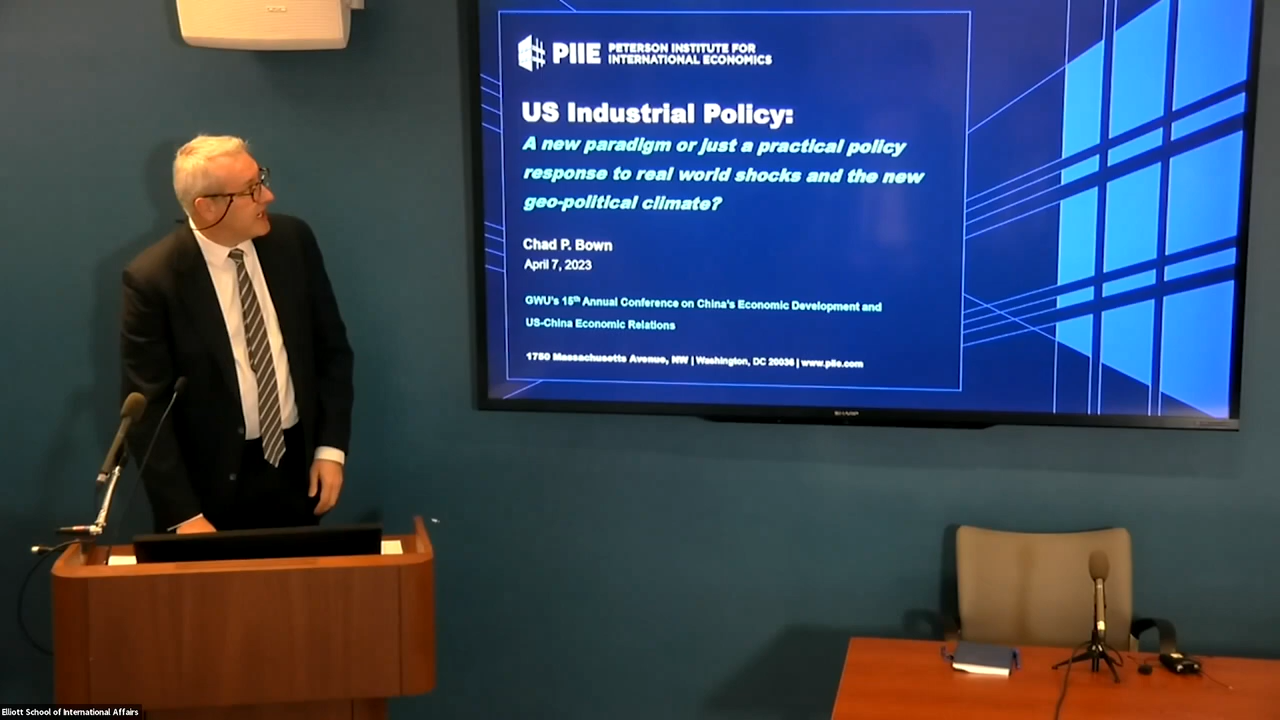 PIIE PETERSON INSTITUTE FOR
INTERNATIONAL ECONOMICS
US Industrial Policy:
A new paradigm or just a practical policy
response to real world shocks and the new
geo-political climate?
Chad P. Bown
April 7, 2023
GWU's 15th Annual Conference on China's Economic Development and
US-China Economic Relations
1750 Massachusetts Avenue, NW | Washington, DC 20036 | www.piie.com
SHARP
Elliott School of International Affairs